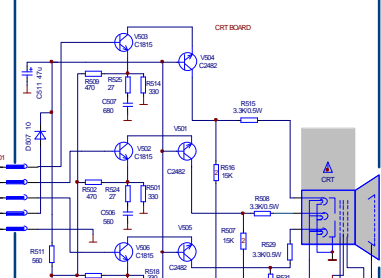 V503
C1815
CRT BOARD
V504
C2482
C511 47u
R509
470
R525
27
R514
330
C507
680
R515
3.3K/0.5W
D507 10
V501
V502
C1815
C2482
R516
15K
CRT
R502
470
R524
27
R501
330
R508
3.3K/0.5W
C506
560
V505
R507
15K
R529
3.3K/0.5W
R511
560
V506
C1815
C2482
R518